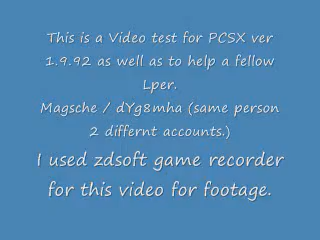 This is a Video test for PCSX ver
1.9.92 as well as to help a fellow
Lper.
Magsche / dYg8mha (same person
2 differnt accounts.)
I used zdsoft game recorder
for this video for footage.